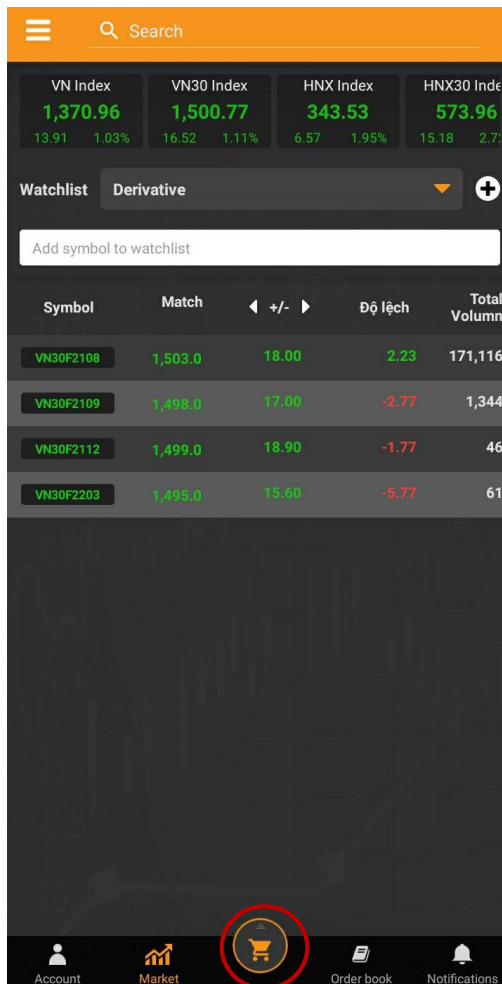 Search
VN Index VN30 Index HNX Index HNX30 Inde
1,370.96 1,500.77 343.53 573.96
13.91 1.03% 16.52 1.11% 6.57 1.95% 15.18 2.7
Watchlist Derivative
Add symbol to watchlist
Symbol Match +/- Độ lệch Total Volumn
VN30F2108 1,503.0 18.00 2.23 171,116
VN30F2109 1,498.0 17.00 -2.77 1,344
VN30F2112 1,499.0 18.90 -1.77 46
VN30F2203 1,495.0 15.60 -5.77 61
Account Market Order book Notifications